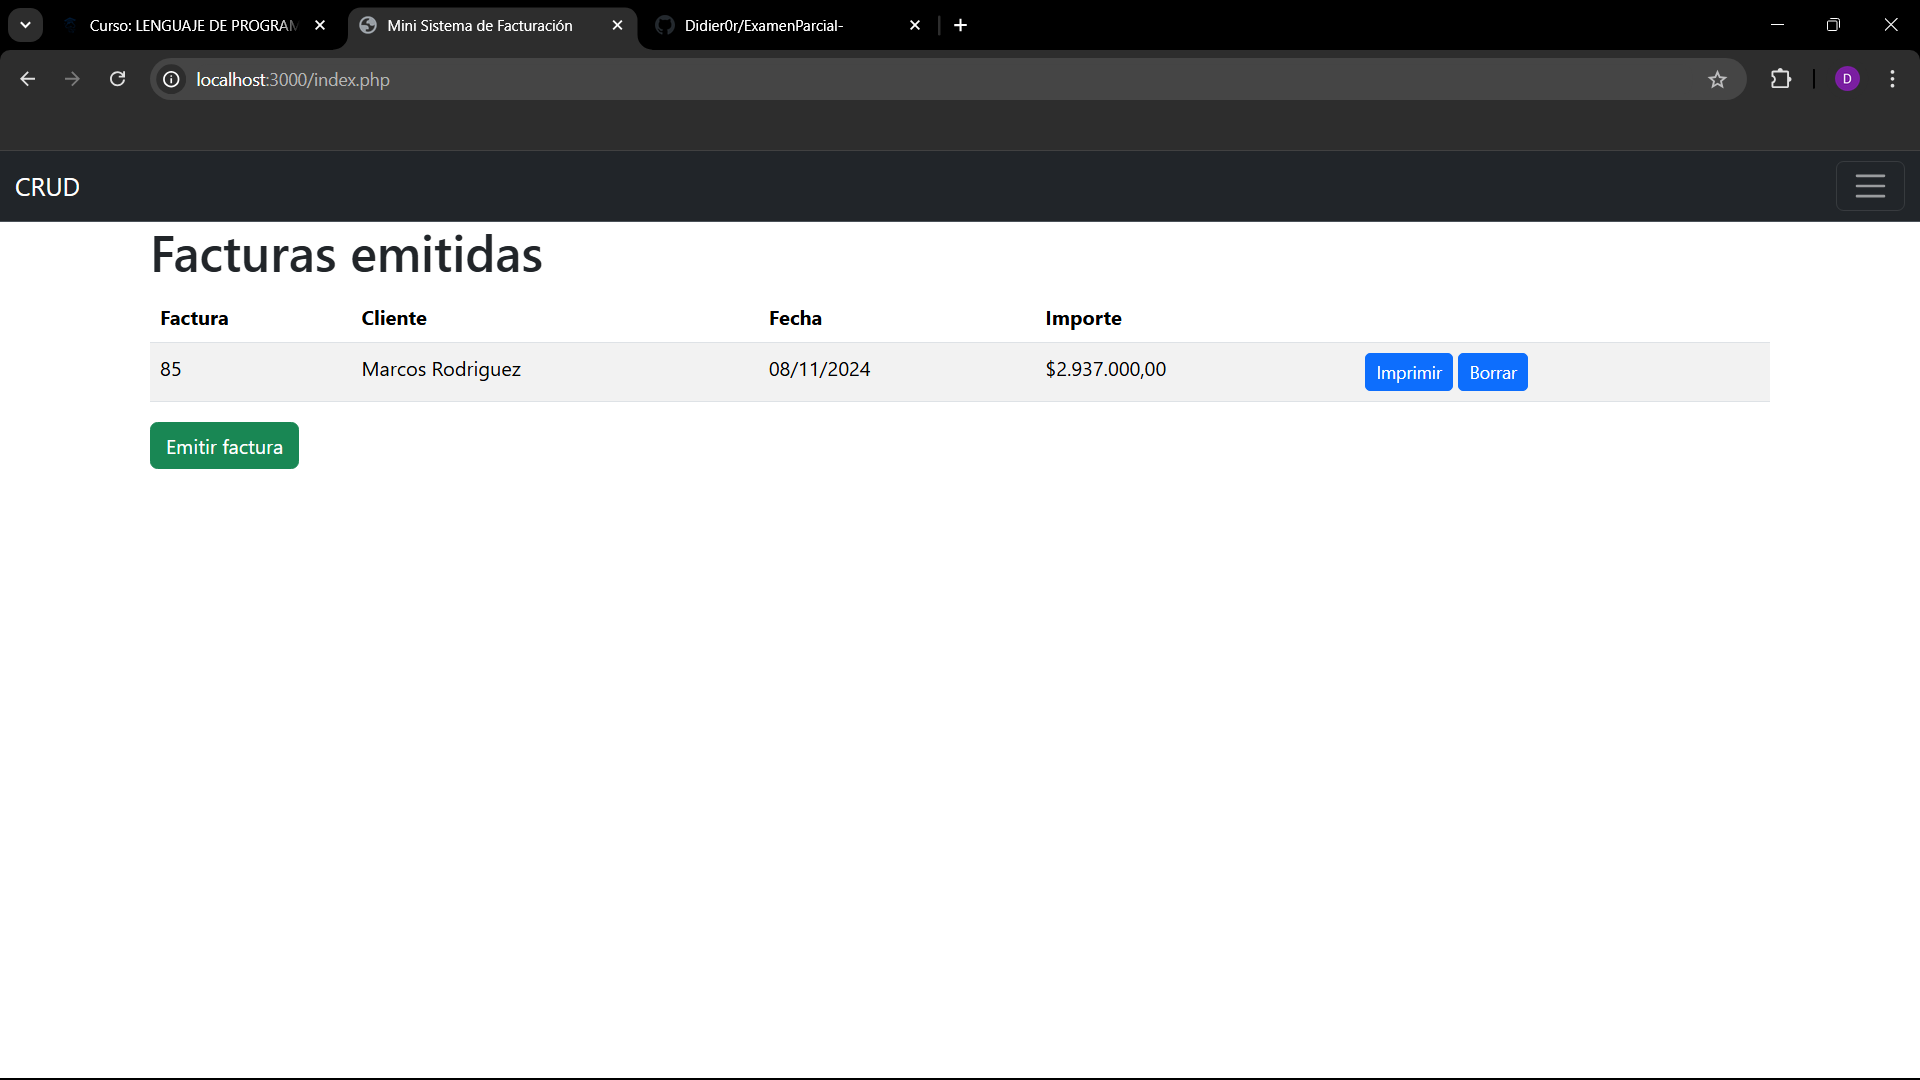 Curso: LENGUAJE DE PROGRAM
Mini Sistema de Facturación
Didier0r/ExamenParcial-
localhost:3000/index.php
D
CRUD
Facturas emitidas
Factura Cliente Fecha Importe
85 Marcos Rodriguez 08/11/2024 $2.937.000,00 Imprimir Borrar
Emitir factura